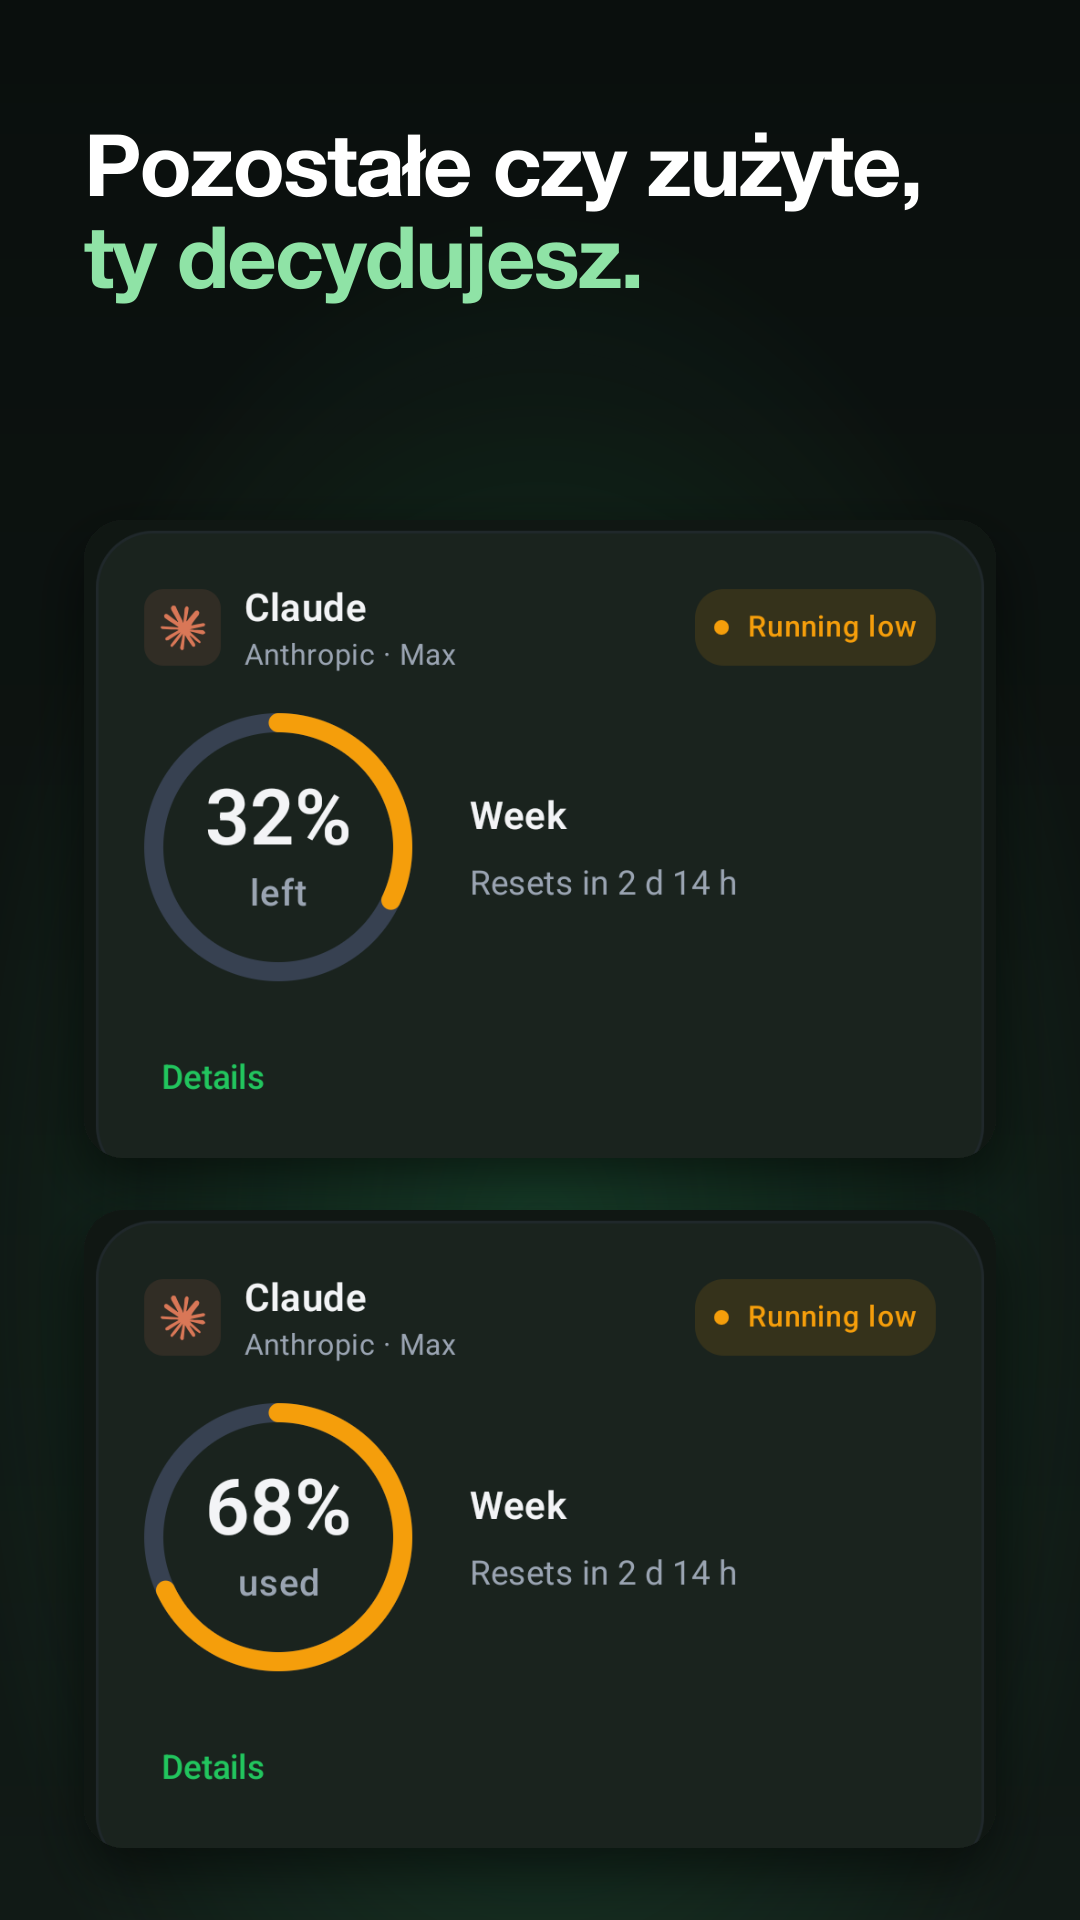 Pozostałe czy zużyte,
ty decydujesz.
Claude
Anthropic · Max
Running low
32%
left
Week
Resets in 2 d 14 h
Details
Claude
Anthropic · Max
Running low
68%
used
Week
Resets in 2 d 14 h
Details